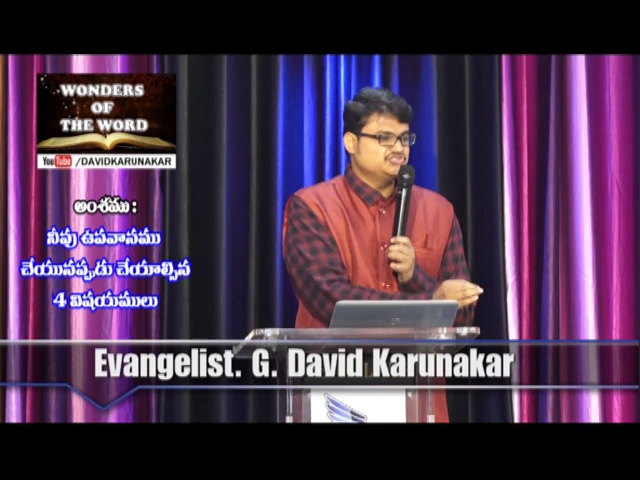 WONDERS
OF
THE WORD
YouTube /DAVIDKARUNAKAR
అంశము :
నీవు ఉపవాసము
చేయునప్పుడు చేయాల్సిన
4 విషయములు
Evangelist. G. David Karunakar